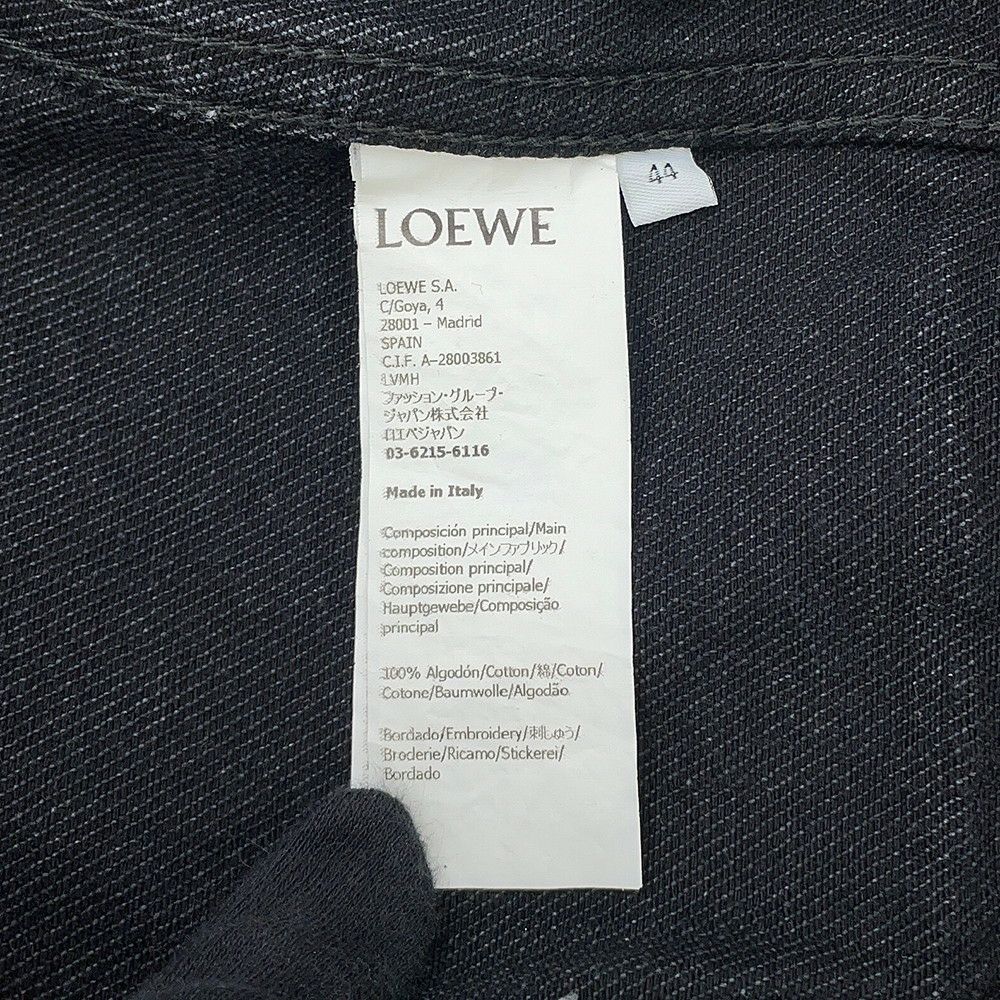 44
LOEWE
LOEWE S.A.
C/Goya, 4
28001 – Madrid
SPAIN
C.I.F. A-28003861
LVMH
ファッション・グループ・
ジャパン株式会社
ロエベジャパン
03-6215-6116
Made in Italy
Composición principal/Main
composition/メインファブリック/
Composition principal/
Composizione principale/
Hauptgewebe/Composição
principal
100% Algodón/Cotton/綿/Coton/
Cotone/Baumwolle/Algodão
Bordado/Embroidery/刺しゅう/
Broderie/Ricamo/Stickerei/
Bordado